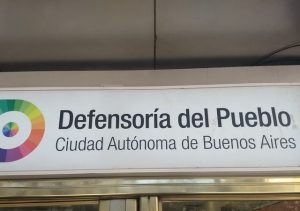 Defensoría del Pueblo
Ciudad Autónoma de Buenos Aires